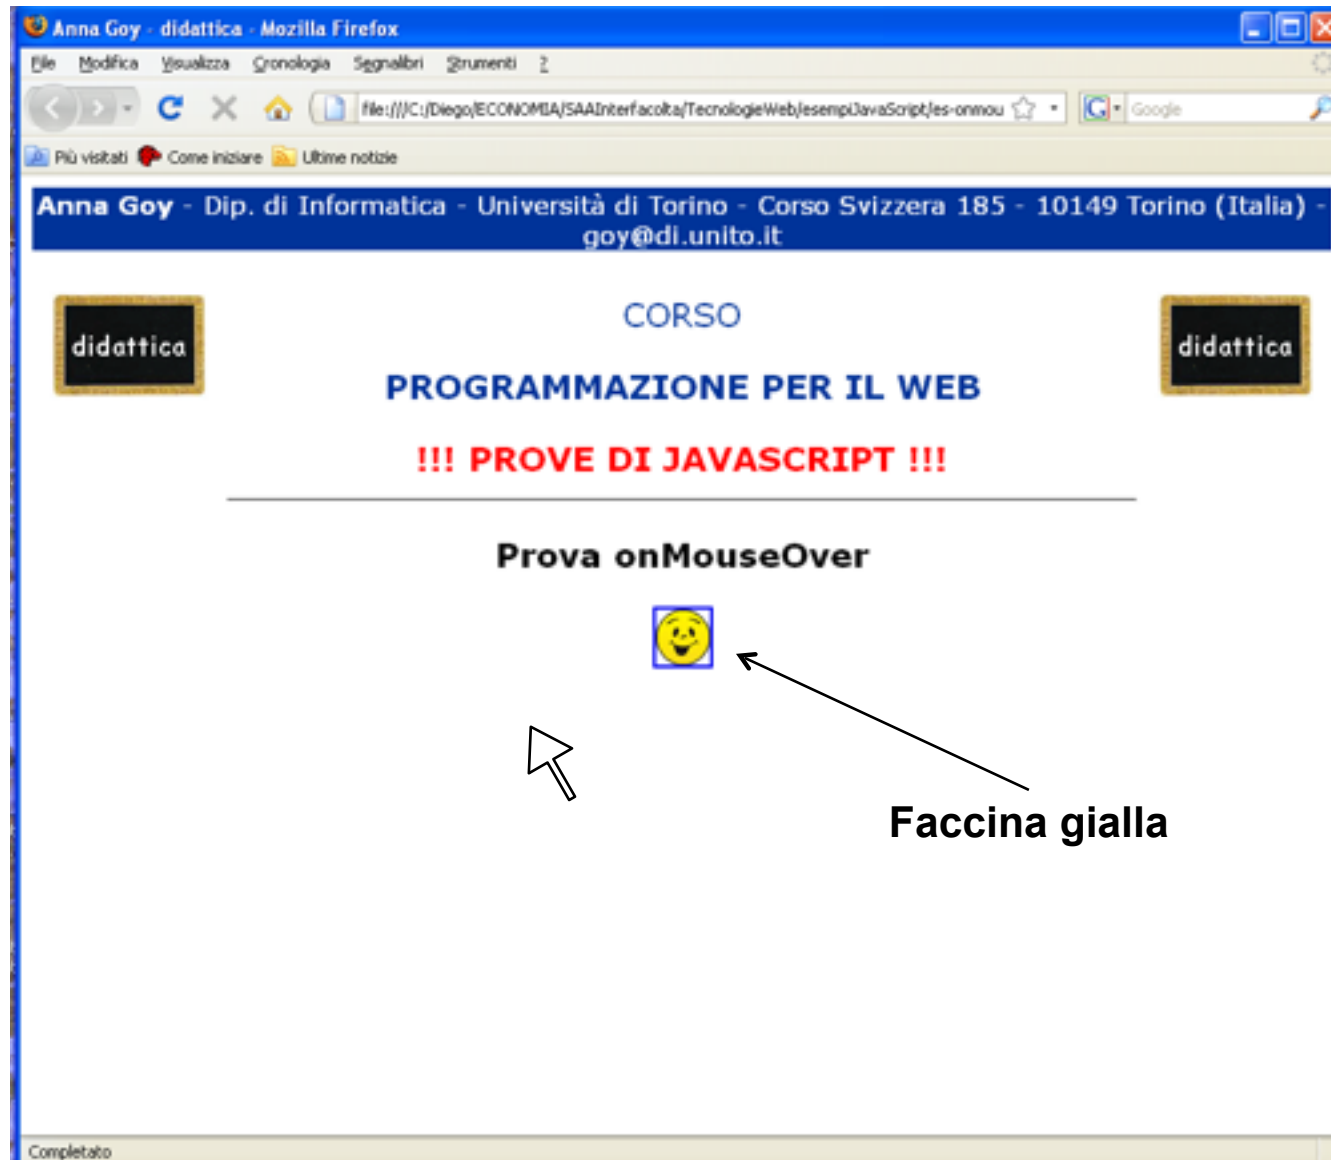 Anna Goy - didattica - Mozilla Firefox
File Modifica Visualizza Cronologia Segnalibri Strumenti ?
file:///C:/Diego/ECONOMIA/SAAInterfacolta/TecnologieWeb/esempiJavaScript/es-onmou
Google
Più visitati Come iniziare Ultime notizie
Anna Goy - Dip. di Informatica - Università di Torino - Corso Svizzera 185 - 10149 Torino (Italia) -
goy@di.unito.it
didattica
CORSO
didattica
PROGRAMMAZIONE PER IL WEB
!!! PROVE DI JAVASCRIPT !!!
Prova onMouseOver
Faccina gialla
Completato